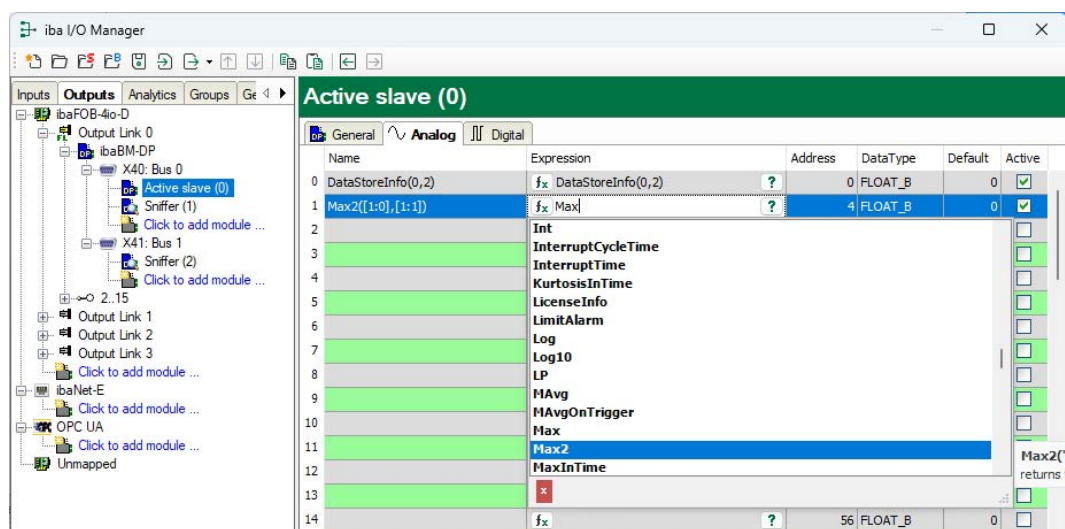 iba I/O Manager
Inputs Outputs Analytics Groups Ge
ibaFOB-4io-D
Output Link 0
ibaBM-DP
X40: Bus 0
Active slave (0)
Sniffer (1)
Click to add module ...
X41: Bus 1
Sniffer (2)
Click to add module ...
2..15
Output Link 1
Output Link 2
Output Link 3
Click to add module ...
ibaNet-E
Click to add module ...
OPC UA
Click to add module ...
Unmapped
Active slave (0)
General Analog Digital
Name Expression Address DataType Default Active
0 DataStoreInfo(0,2) fx DataStoreInfo(0,2) ? 0 FLOAT_B 0
1 Max2([1:0],[1:1]) fx Max ? 4 FLOAT_B 0
2
3
4
5
6
7
8
9
10
11
12
13
14 fx ? 56 FLOAT_B 0
Int
InterruptCycleTime
InterruptTime
KurtosisInTime
LicenseInfo
LimitAlarm
Log
Log10
LP
MAvg
MAvgOnTrigger
Max
Max2
MaxInTime
x
Max2('
returns